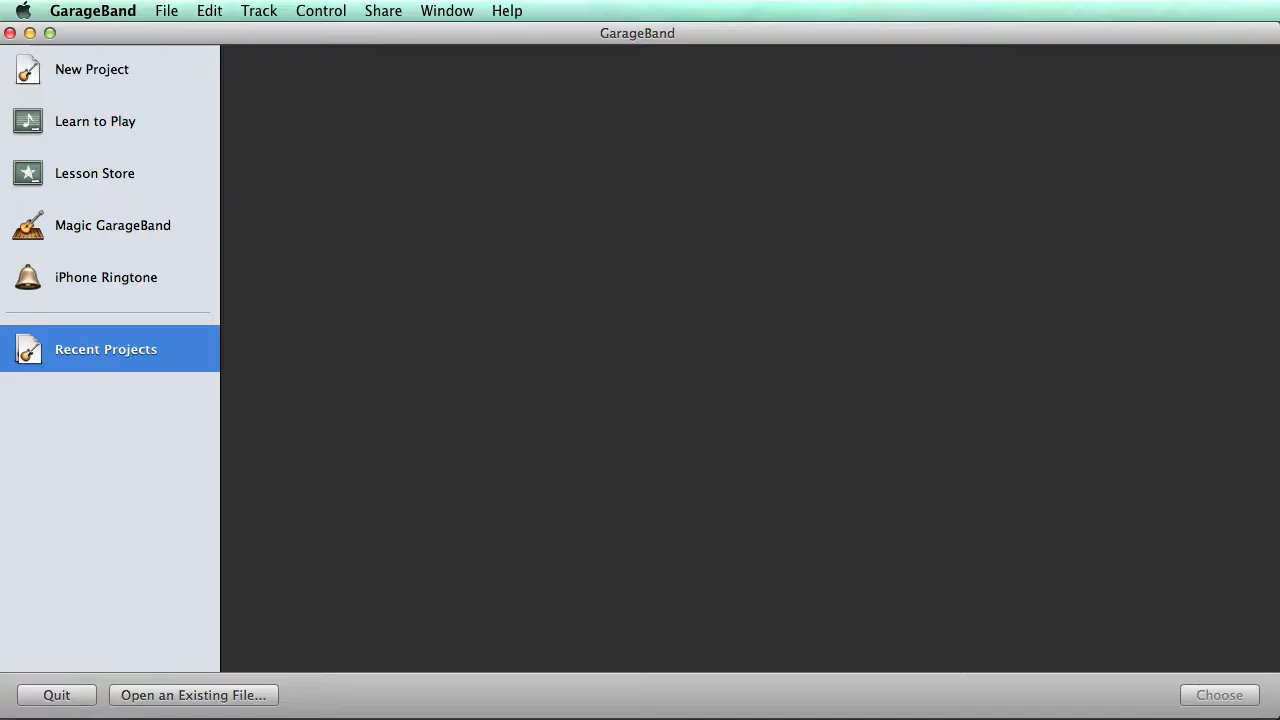 GarageBand File Edit Track Control Share Window Help
GarageBand
New Project
Learn to Play
Lesson Store
Magic GarageBand
iPhone Ringtone
Recent Projects
Quit Open an Existing File... Choose